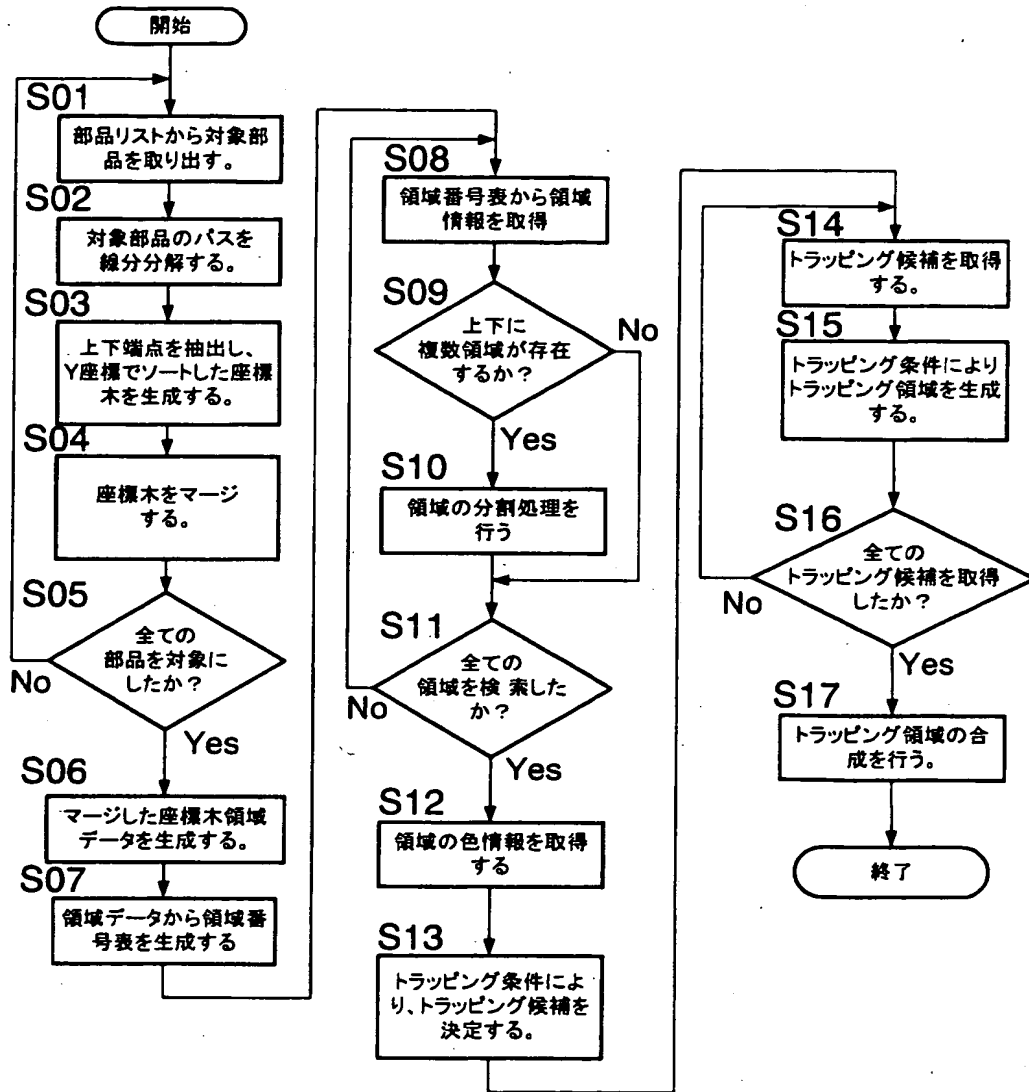 開始
S01
部品リストから対象部
品を取り出す。
S02
対象部品のパスを
線分分解する。
S03
上下端点を抽出し、
Y座標でソートした座標
木を生成する。
S04
座標木をマージ
する。
S05
全ての
部品を対象に
したか?
No
Yes
S06
マージした座標木領域
データを生成する。
S07
領域データから領域番
号表を生成する
S08
領域番号表から領域
情報を取得
S09
上下に
複数領域が存在
するか?
No
Yes
S10
領域の分割処理を
行う
S11
全ての
領域を検 索した
か?
No
Yes
S12
領域の色情報を取得
する
S13
トラッピング条件によ
り、トラッピング候補を
決定する。
S14
トラッピング候補を取得
する。
S15
トラッピング条件により
トラッピング領域を生成
する。
S16
全ての
トラッピング候補を取得
したか?
No
Yes
S17
トラッピング領域の合
成を行う。
終了